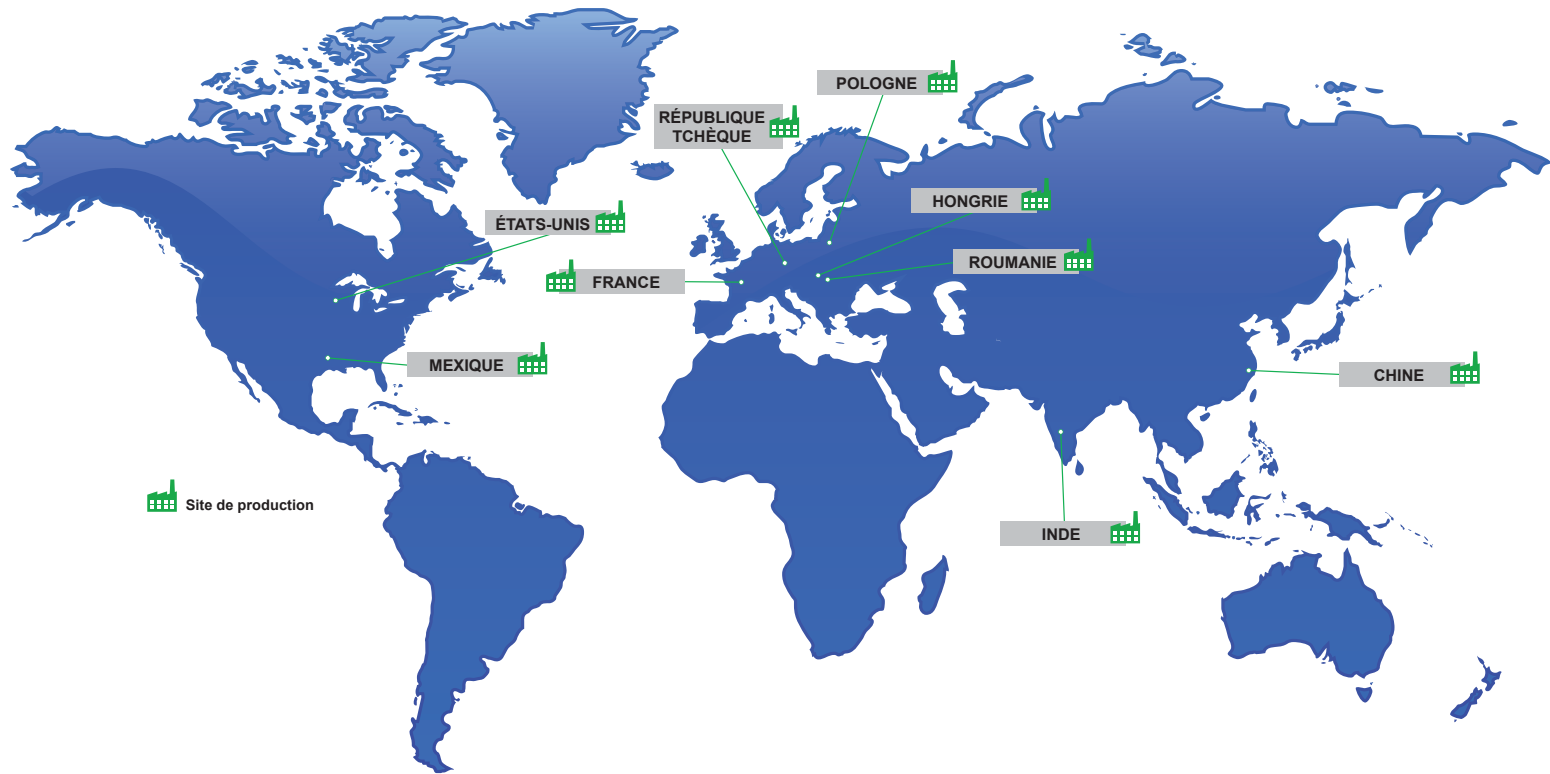 POLOGNE
RÉPUBLIQUE
TCHÈQUE
HONGRIE
ÉTATS-UNIS
ROUMANIE
FRANCE
MEXIQUE
CHINE
Site de production
INDE